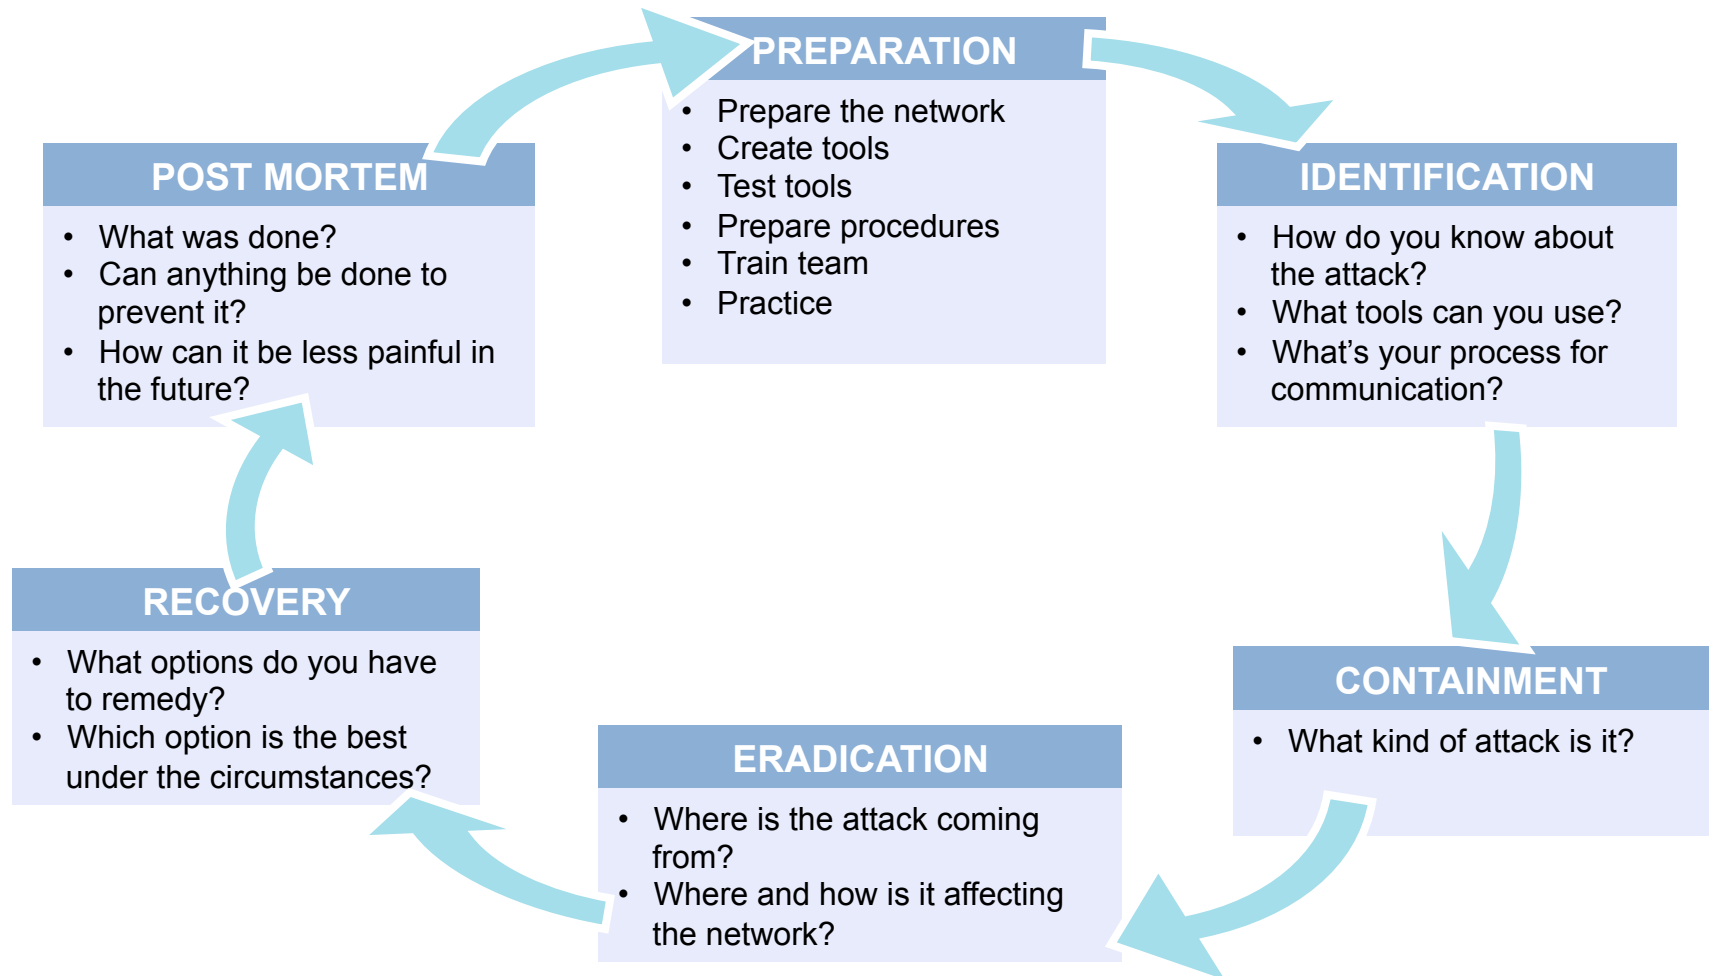 PREPARATION
• Prepare the network
• Create tools
• Test tools
• Prepare procedures
• Train team
• Practice
IDENTIFICATION
• How do you know about
the attack?
• What tools can you use?
• What’s your process for
communication?
CONTAINMENT
• What kind of attack is it?
ERADICATION
• Where is the attack coming
from?
• Where and how is it affecting
the network?
RECOVERY
• What options do you have
to remedy?
• Which option is the best
under the circumstances?
POST MORTEM
• What was done?
• Can anything be done to
prevent it?
• How can it be less painful in
the future?